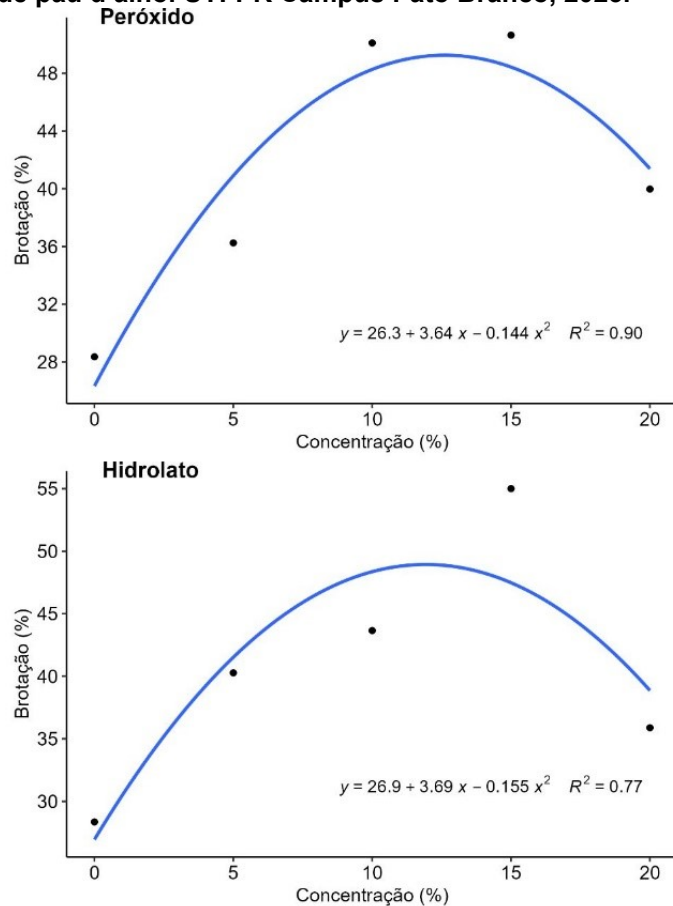 Peróxido
48
44
40
36
32
28
Brotação (%)
y = 26.3 + 3.64 x − 0.144 x² R² = 0.90
0 5 10 15 20
Concentração (%)
Hidrolato
55
50
45
40
35
30
Brotação (%)
y = 26.9 + 3.69 x − 0.155 x² R² = 0.77
0 5 10 15 20
Concentração (%)